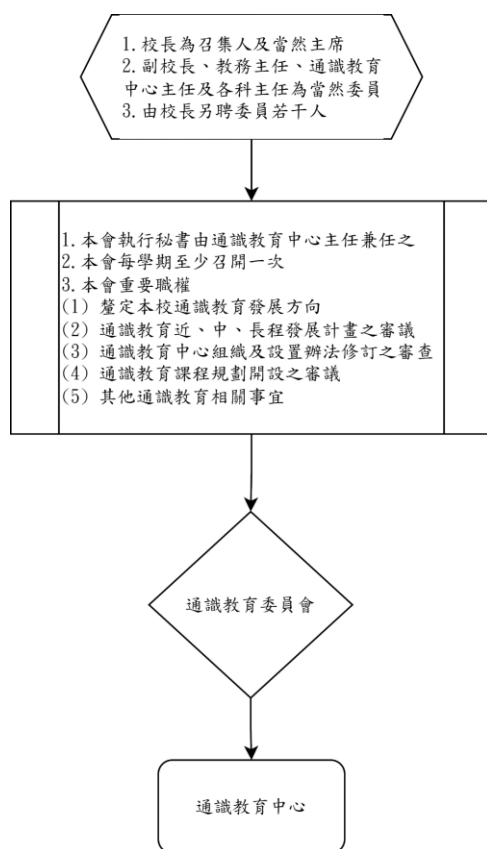 1.校長為召集人及當然主席
2.副校長、教務主任、通識教育
中心主任及各科主任為當然委員
3.由校長另聘委員若干人
1.本會執行秘書由通識教育中心主任兼任之
2.本會每學期至少召開一次
3.本會重要職權
(1) 釐定本校通識教育發展方向
(2) 通識教育近、中、長程發展計畫之審議
(3) 通識教育中心組織及設置辦法修訂之審查
(4) 通識教育課程規劃開設之審議
(5) 其他通識教育相關事宜
通識教育委員會
通識教育中心